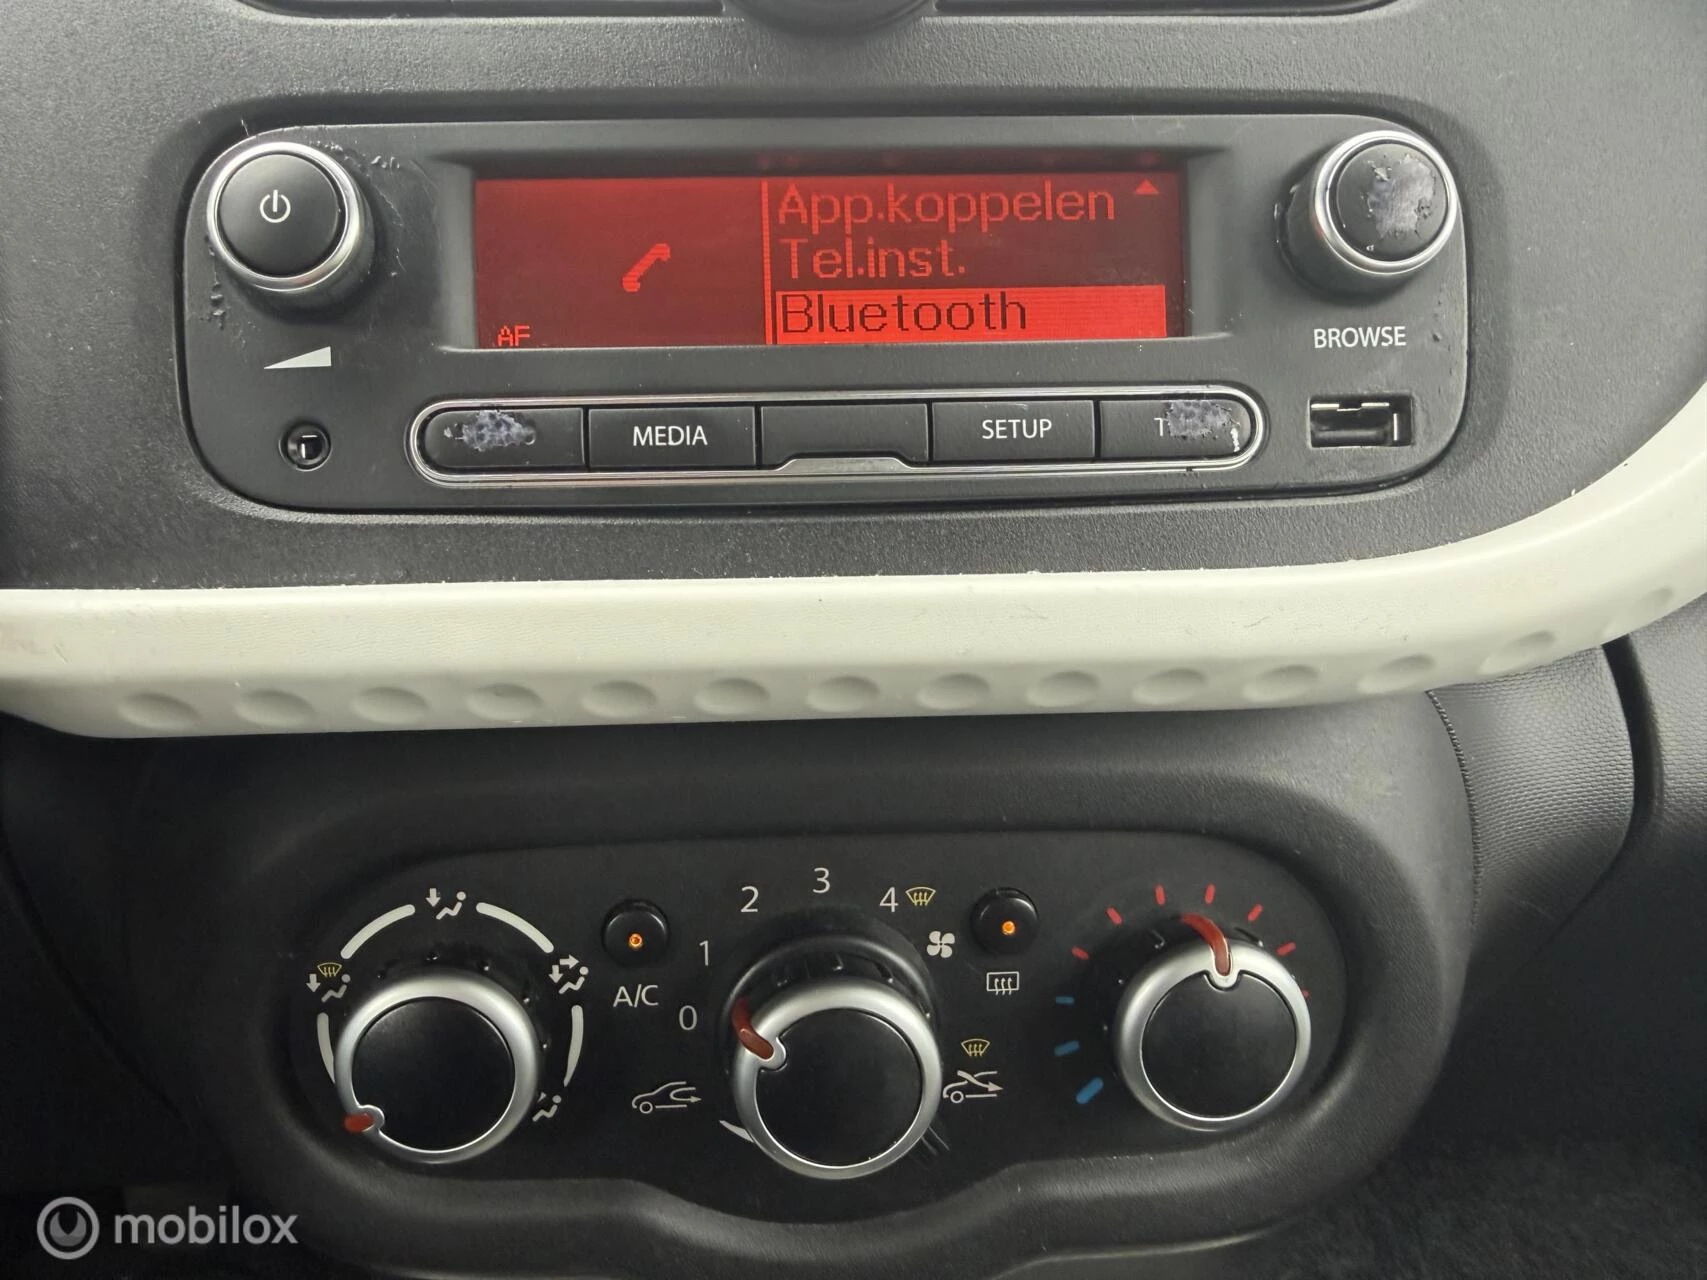 App.koppelen
Tel.inst.
Bluetooth
AF
BROWSE
MEDIA
SETUP
0
1
2
3
4
A/C
mobilox